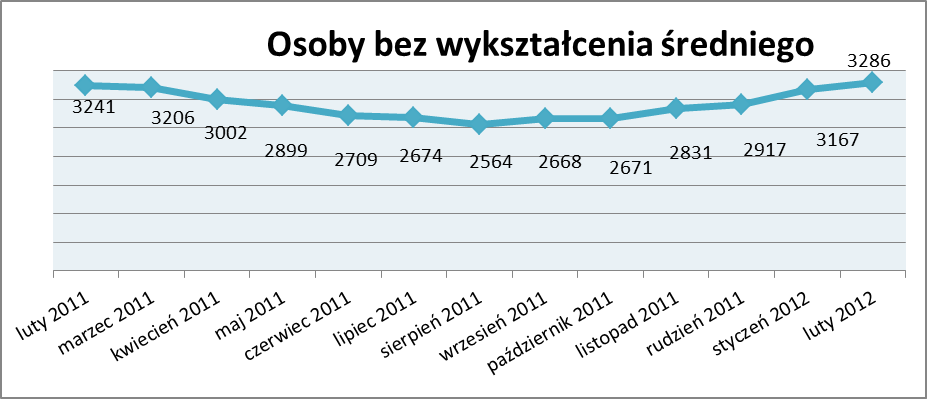 Osoby bez wykształcenia średniego
3241
3206
3002
2899
2709
2674
2564
2668
2671
2831
2917
3167
3286
luty 2011
marzec 2011
kwiecień 2011
maj 2011
czerwiec 2011
lipiec 2011
sierpień 2011
wrzesień 2011
październik 2011
listopad 2011
rudzień 2011
styczeń 2012
luty 2012